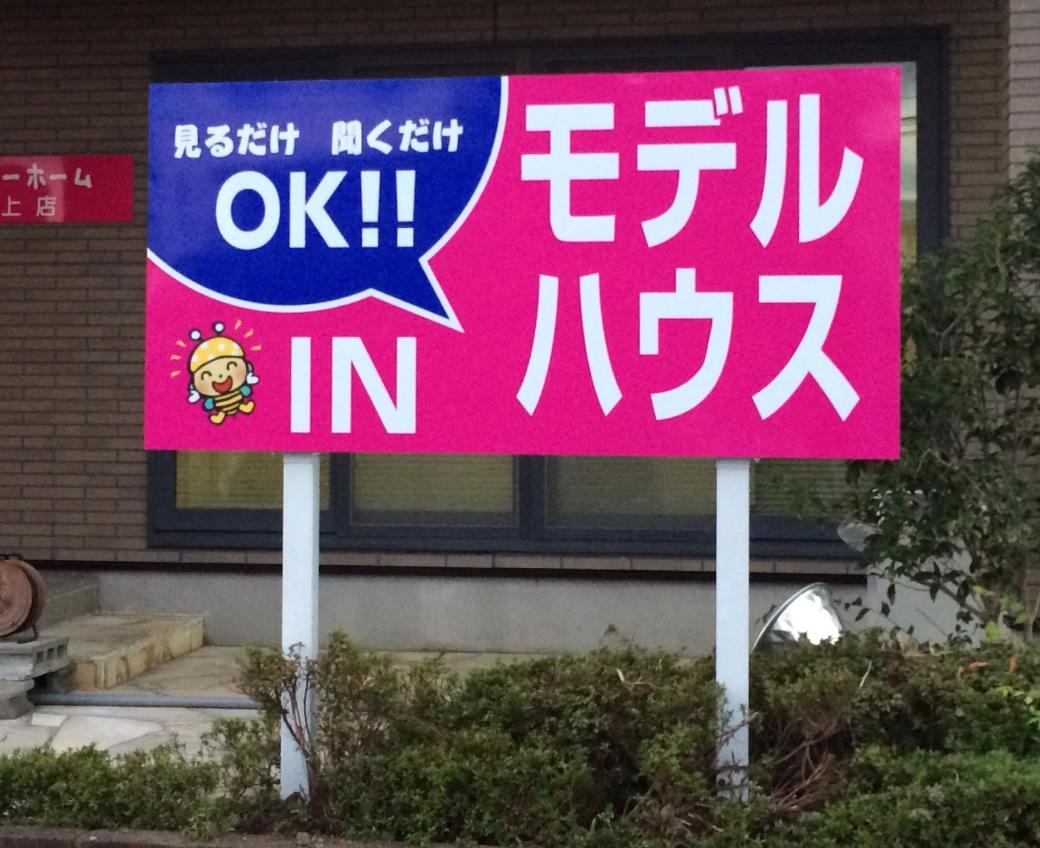 見るだけ 聞くだけ
OK!!
IN
モデル
ハウス
ーホーム
上店